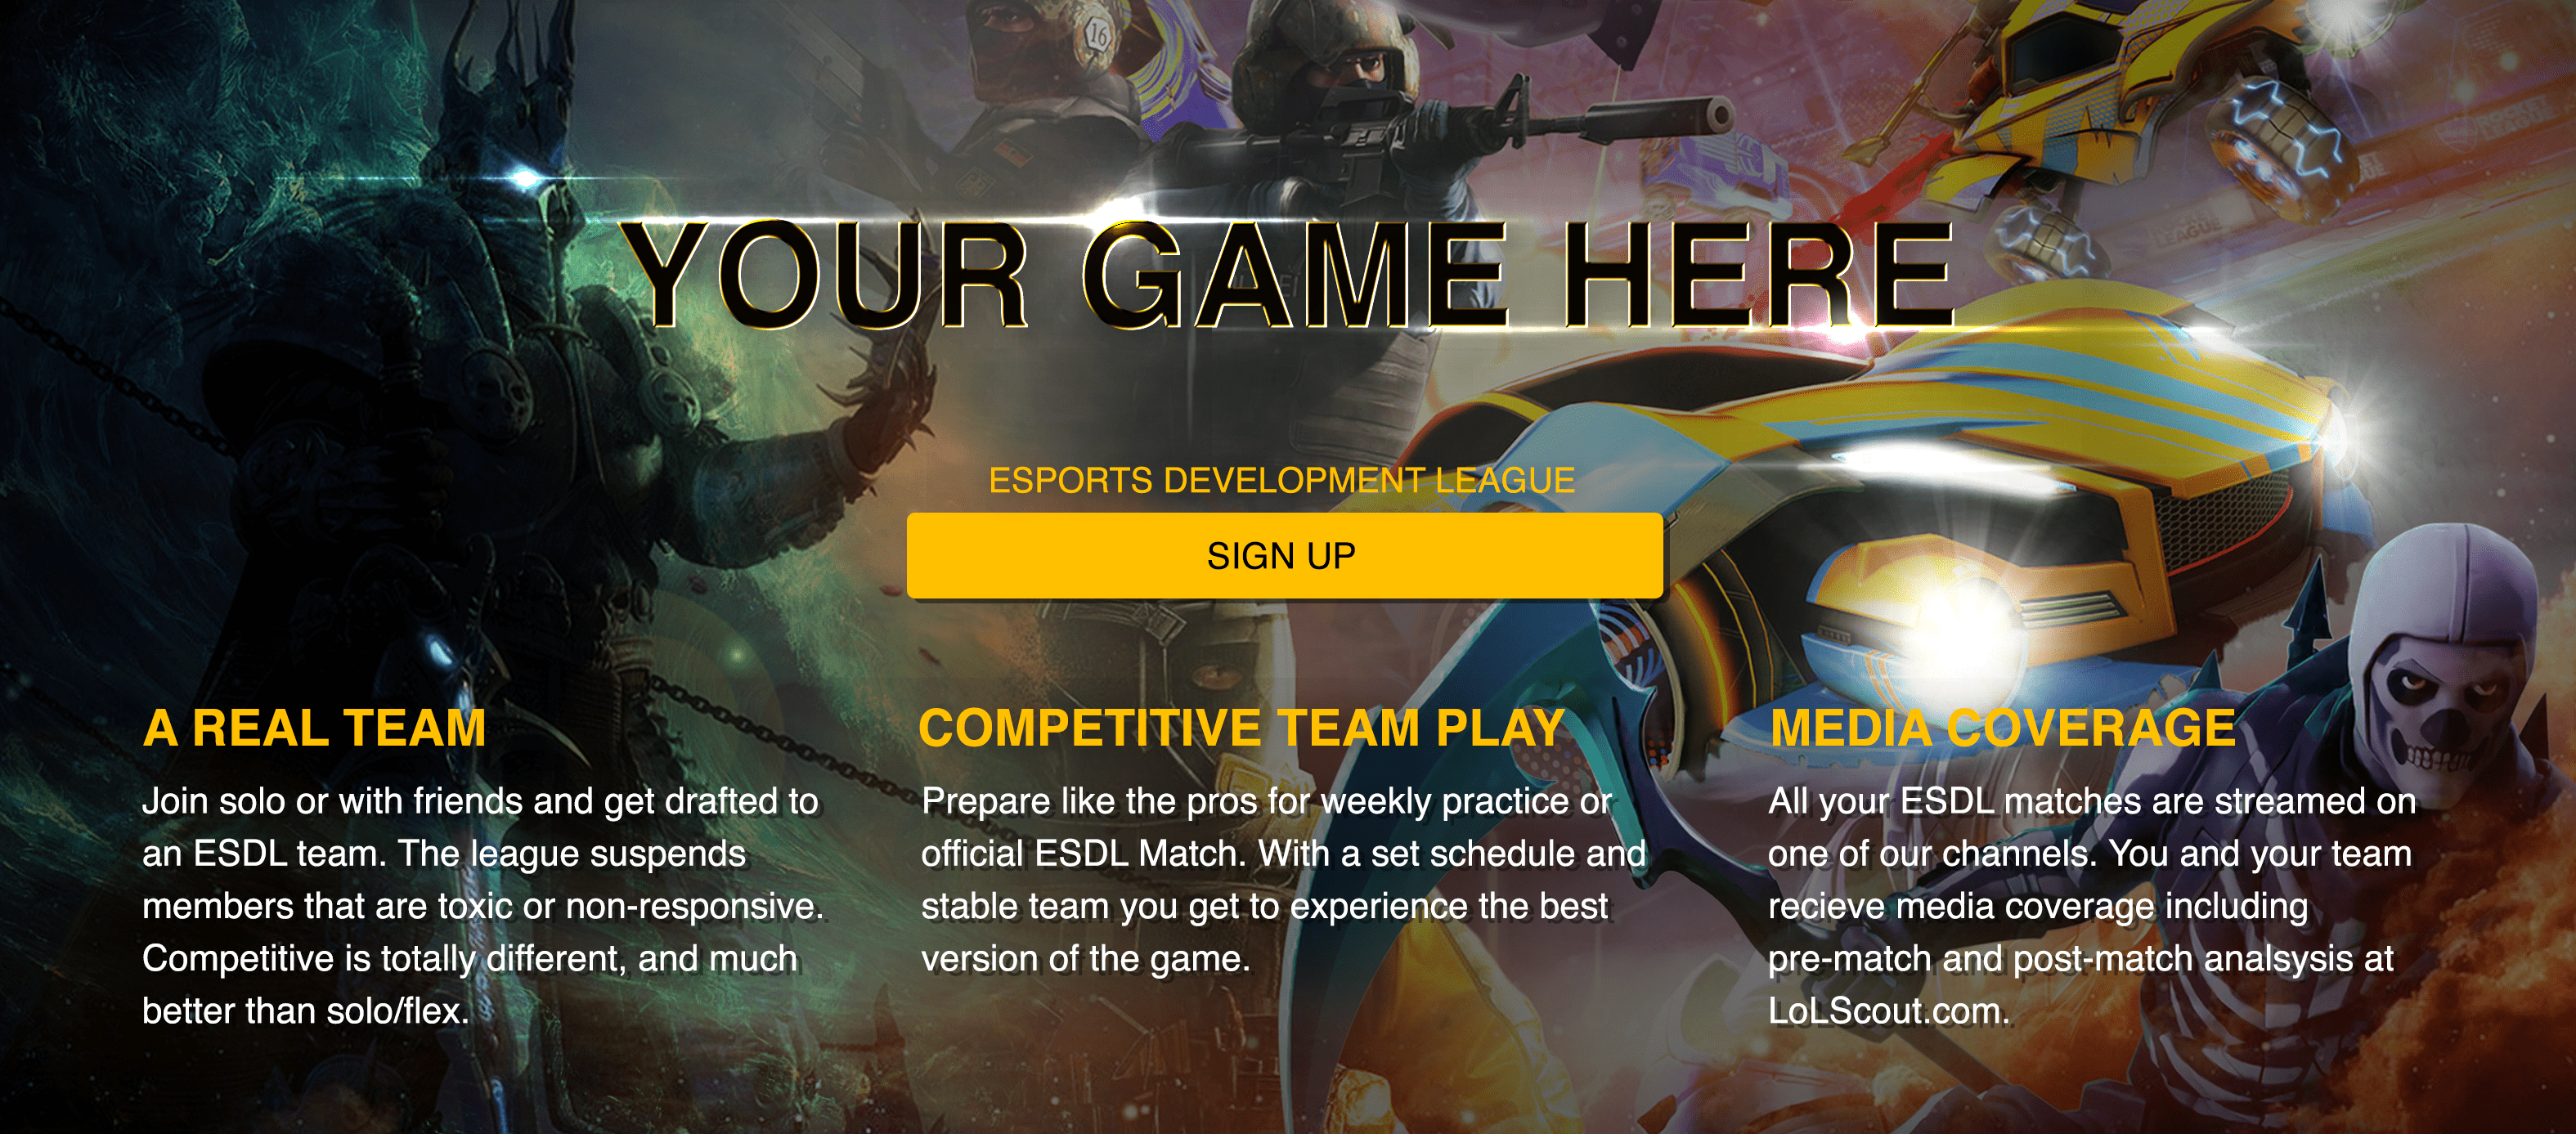 16
YOUR GAME HERE
ESPORTS DEVELOPMENT LEAGUE
SIGN UP
A REAL TEAM
Join solo or with friends and get drafted to
an ESDL team. The league suspends
members that are toxic or non-responsive.
Competitive is totally different, and much
better than solo/flex.
COMPETITIVE TEAM PLAY
Prepare like the pros for weekly practice or
official ESDL Match. With a set schedule and
stable team you get to experience the best
version of the game.
MEDIA COVERAGE
All your ESDL matches are streamed on
one of our channels. You and your team
recieve media coverage including
pre-match and post-match analsysis at
LoLScout.com.